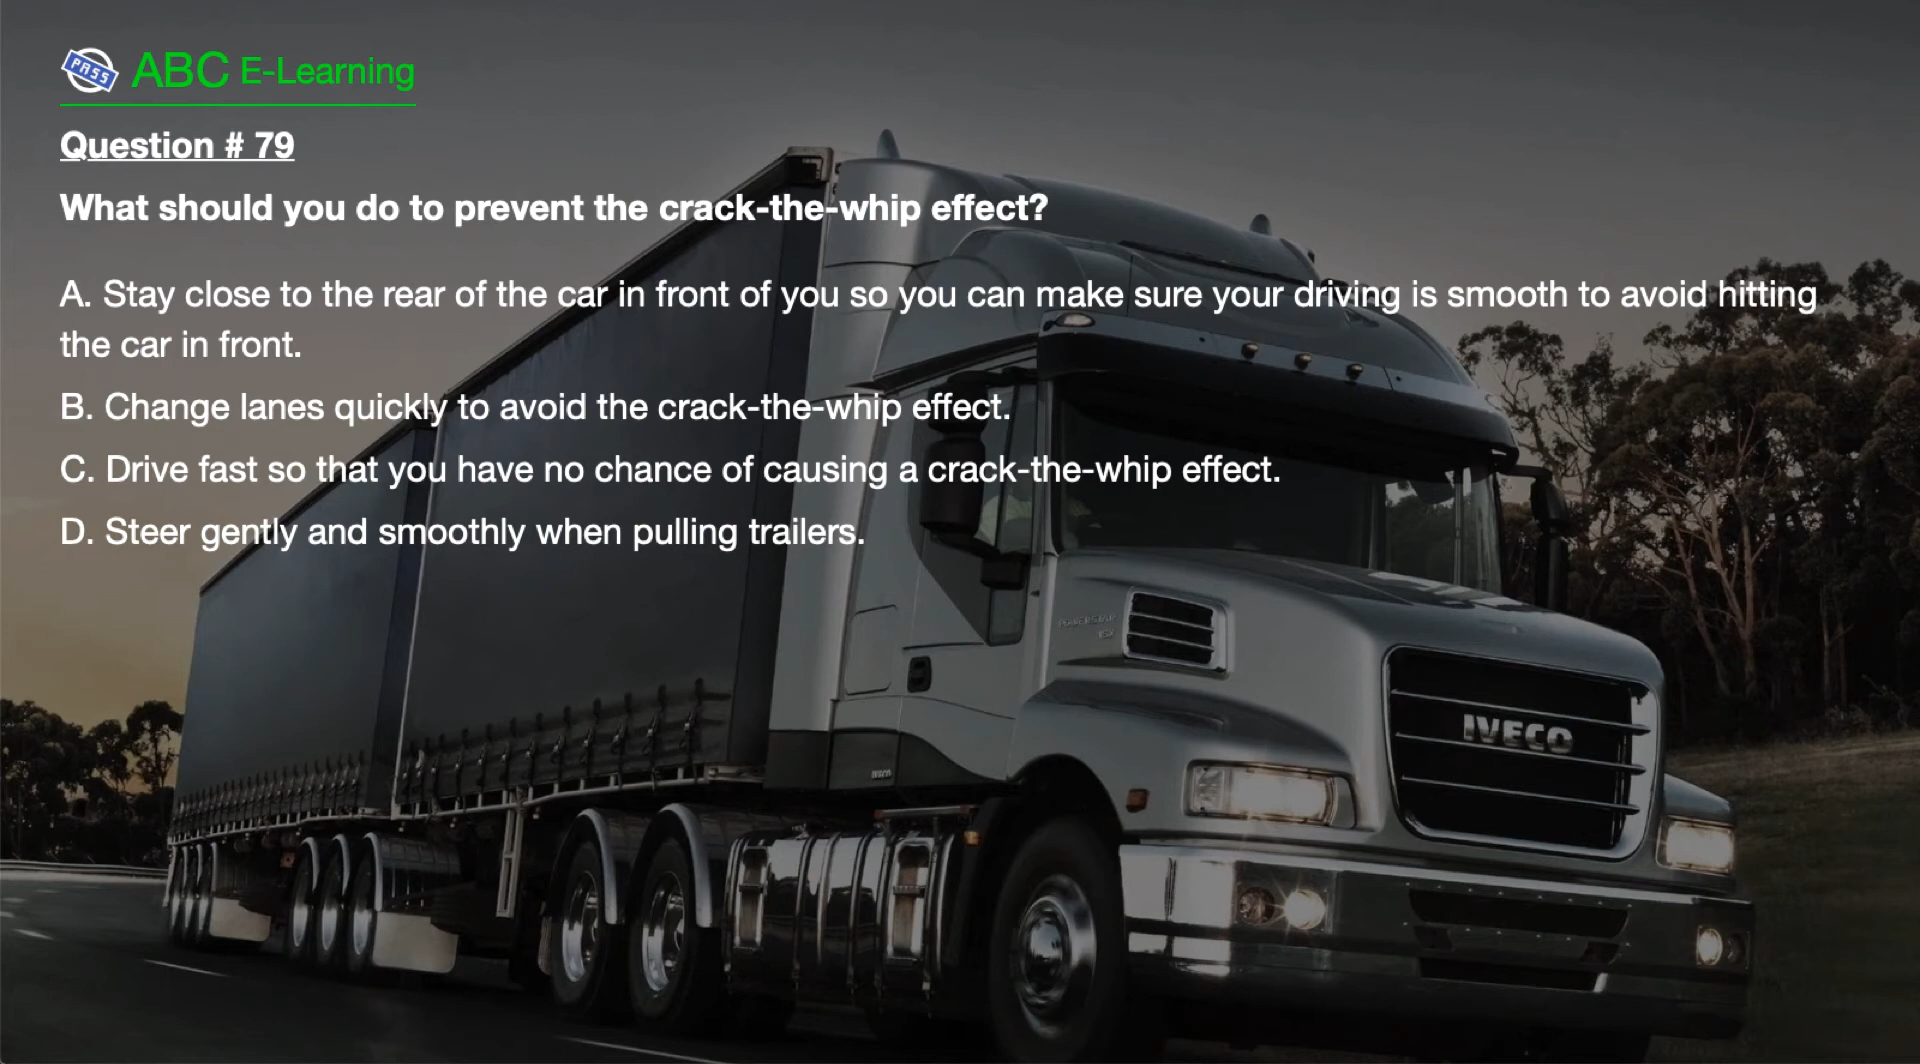 PASS ABC E-Learning
Question # 79
What should you do to prevent the crack-the-whip effect?
A. Stay close to the rear of the car in front of you so you can make sure your driving is smooth to avoid hitting
the car in front.
B. Change lanes quickly to avoid the crack-the-whip effect.
C. Drive fast so that you have no chance of causing a crack-the-whip effect.
D. Steer gently and smoothly when pulling trailers.
POWERSTAR
IVECO
IVECO